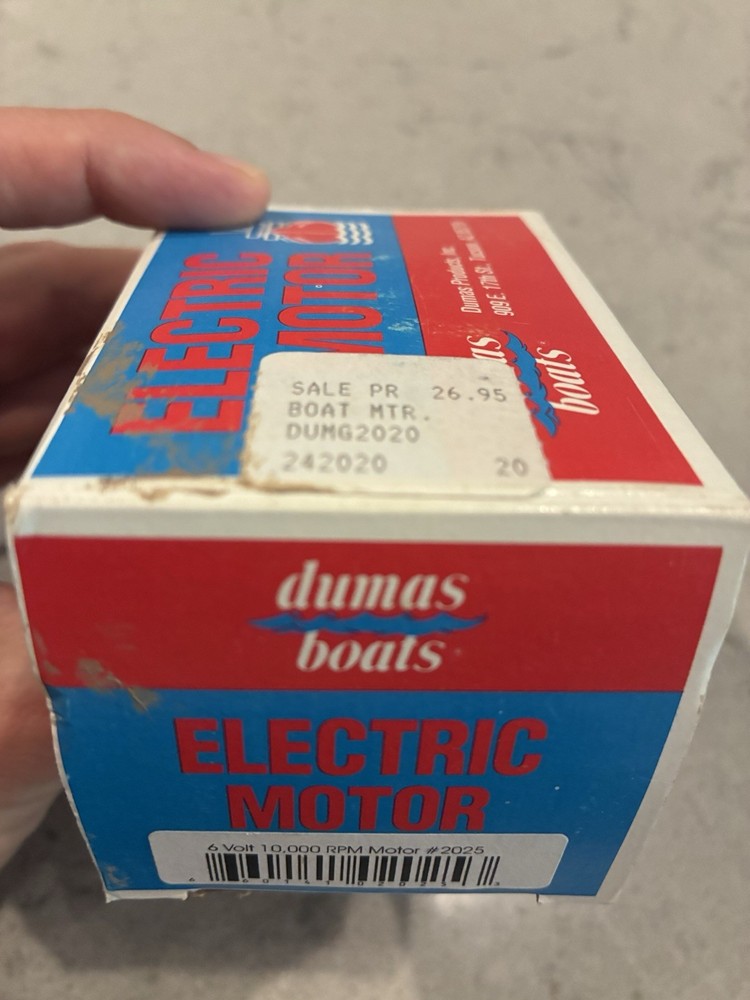 ELECTRIC
MOTOR
Dumas Products, Inc.
909 E. 17th St., Tucson,
boats
SALE PR 26.95
BOAT MTR.
DUMG2020
242020 20
dumas
boats
ELECTRIC
MOTOR
6 Volt 10,000 RPM Motor #2025